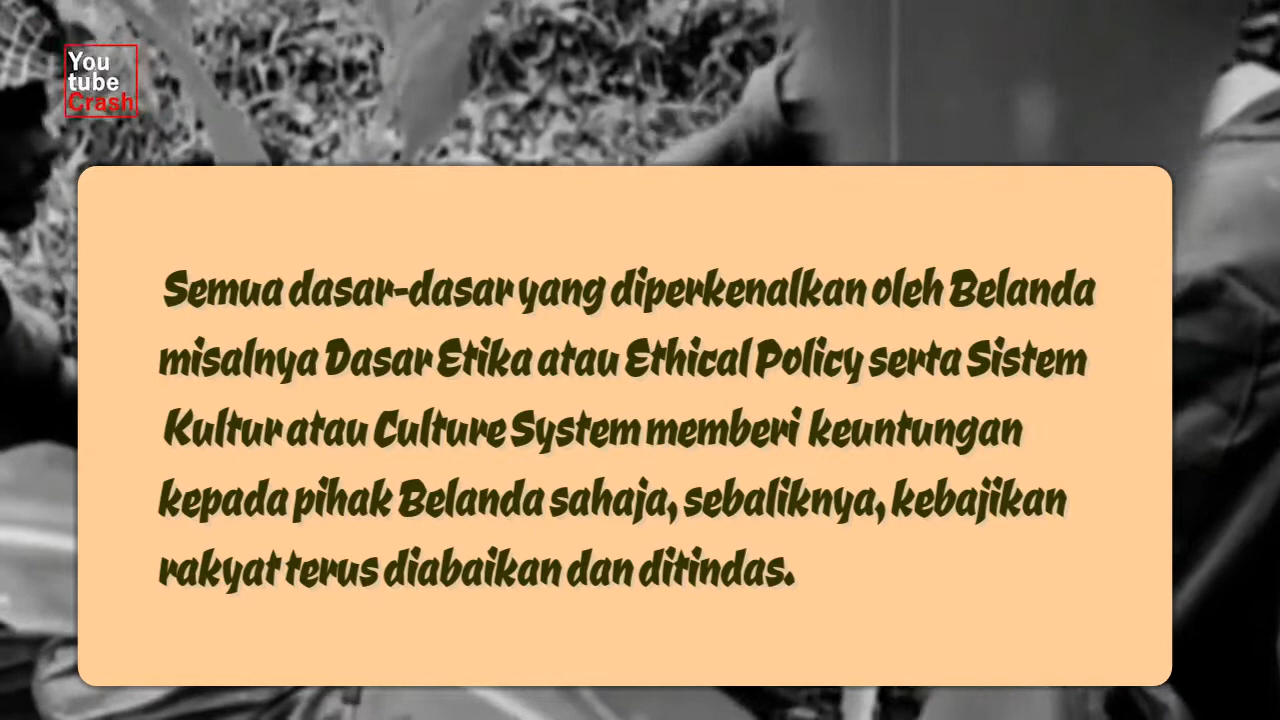 You
tube
Crash
Semua dasar-dasar yang diperkenalkan oleh Belanda
misalnya Dasar Etika atau Ethical Policy serta Sistem
Kultur atau Culture System memberi keuntungan
kepada pihak Belanda sahaja, sebaliknya, kebajikan
rakyat terus diabaikan dan ditindas.